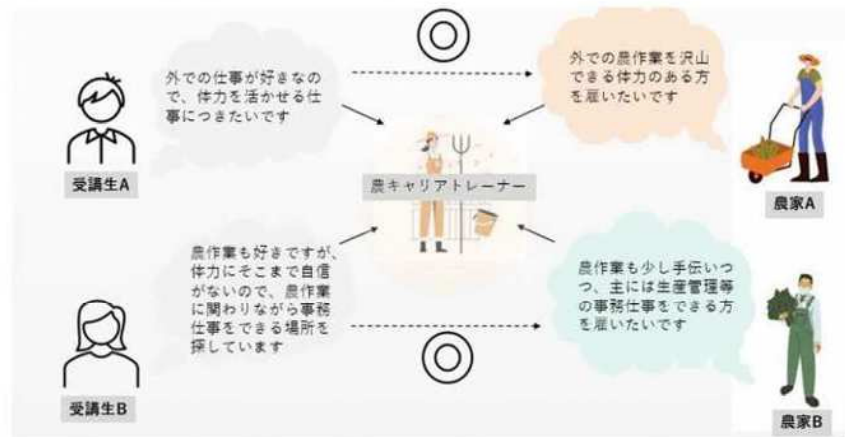 外での仕事が好きなの
で、体力を活かせる仕
事につきたいです
外での農作業を沢山
できる体力のある方
を雇いたいです
受講生A
農キャリアトレーナー
農家A
農作業も好きですが、
体力にそこまで自信
がないので、農作業
に関わりながら事務
仕事をできる場所を
探しています
農作業も少し手伝いつ
つ、主には生産管理等
の事務仕事をできる方
を雇いたいです
受講生B
農家B